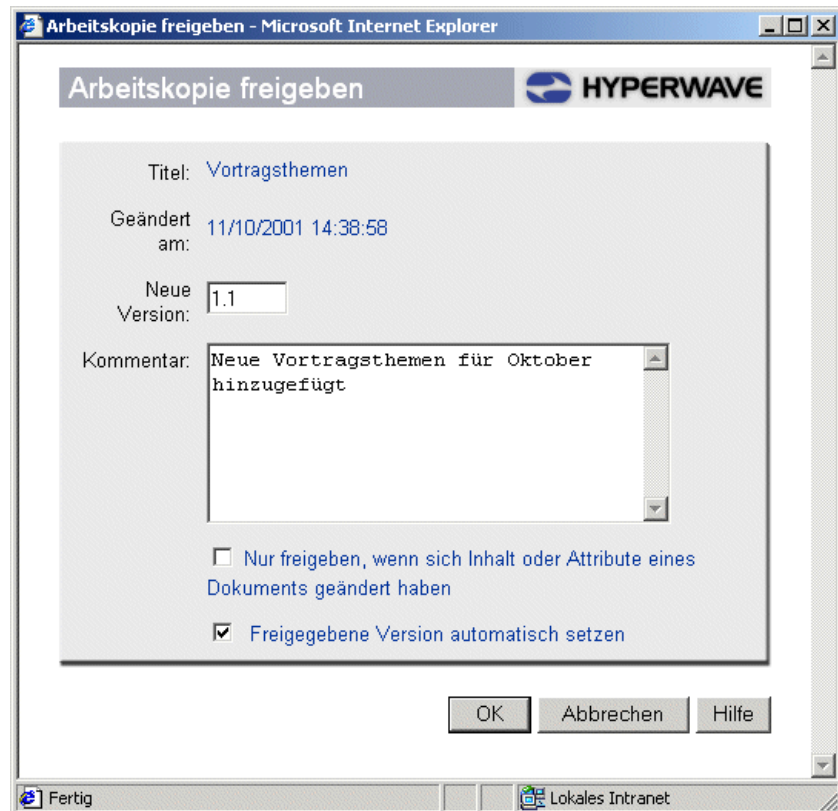 Arbeitskopie freigeben - Microsoft Internet Explorer
Arbeitskopie freigeben HYPERWAVE
Titel: Vortragsthemen
Geändert
am: 11/10/2001 14:38:58
Neue
Version: 1.1
Kommentar: Neue Vortragsthemen für Oktober
hinzugefügt
Nur freigeben, wenn sich Inhalt oder Attribute eines
Dokuments geändert haben
Freigegebene Version automatisch setzen
OK Abbrechen Hilfe
Fertig Lokales Intranet